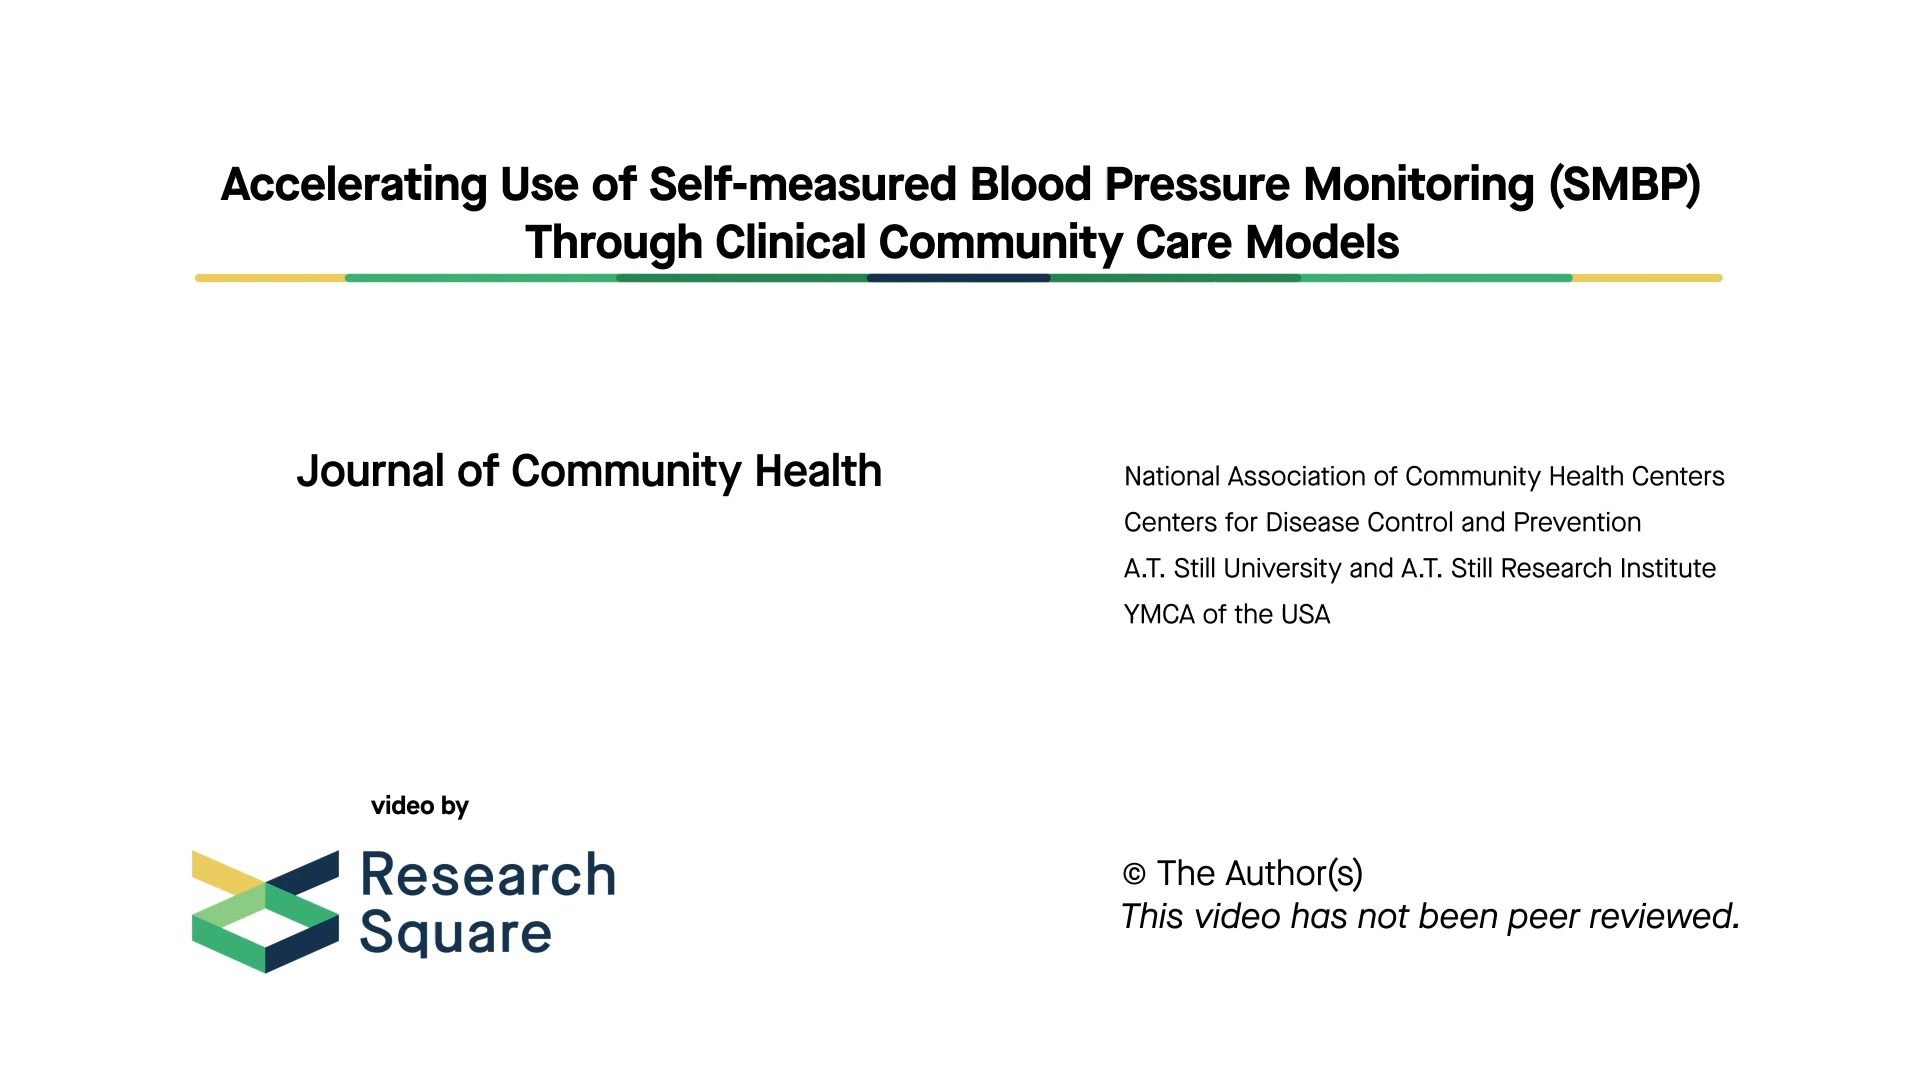 Accelerating Use of Self-measured Blood Pressure Monitoring (SMBP)
Through Clinical Community Care Models
Journal of Community Health
National Association of Community Health Centers
Centers for Disease Control and Prevention
A.T. Still University and A.T. Still Research Institute
YMCA of the USA
video by
Research
Square
© The Author(s)
This video has not been peer reviewed.